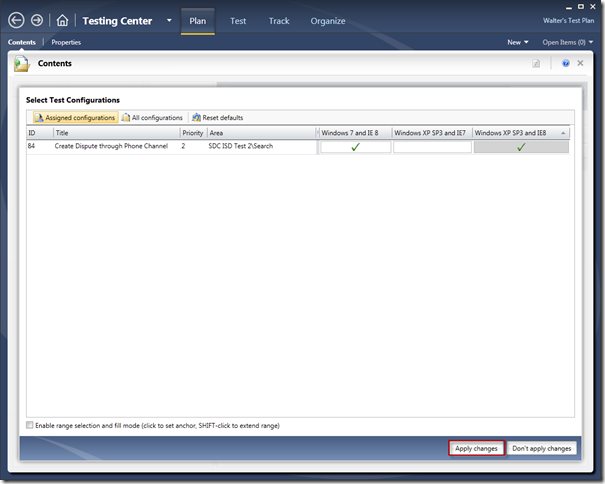 Testing Center Plan Test Track Organize Walter's Test Plan
Contents Properties New Open Items (0)
Contents
Select Test Configurations
Assigned configurations All configurations Reset defaults
ID Title Priority Area Windows 7 and IE 8 Windows XP SP3 and IE7 Windows XP SP3 and IE8
84 Create Dispute through Phone Channel 2 SDC ISD Test 2\Search
Enable range selection and fill mode (click to set anchor, SHIFT-click to extend range)
Apply changes Don't apply changes